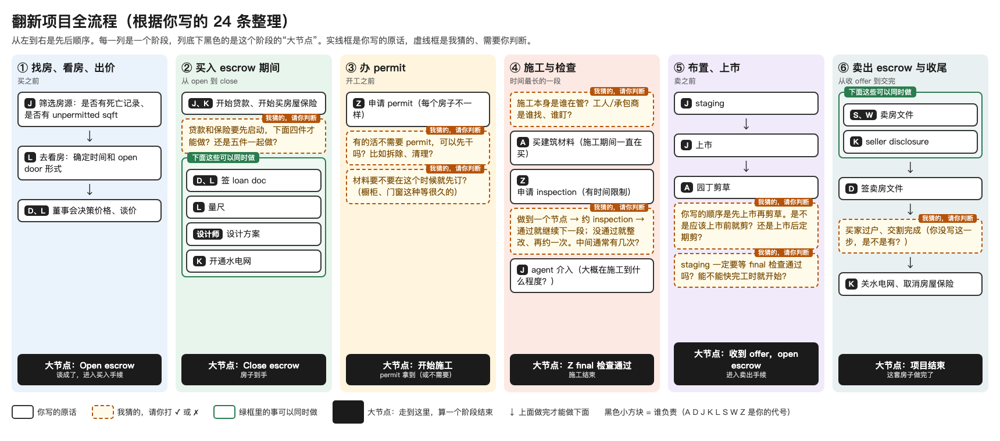 翻新项目全流程（根据你写的 24 条整理）
从左到右是先后顺序。每一列是一个阶段，列底下黑色的是这个阶段的“大节点”。实线框是你写的原话，虚线框是我猜的、需要你判断。
① 找房、看房、出价
买之前
J 筛选房源：是否有死亡记录、
是否有 unpermitted sqft
↓
L 去看房：确定时间和 open
door 形式
↓
D、L 董事会决策价格、谈价
大节点：Open escrow
谈成了，进入买入手续
② 买入 escrow 期间
从 open 到 close
J、K 开始贷款、开始买房屋保险
我猜的，请你判断
贷款和保险要先启动，下面四件才
能做？还是五件一起做？
下面这些可以同时做
D、L 签 loan doc
L 量尺
设计师 设计方案
K 开通水电网
大节点：Close escrow
房子到手
③ 办 permit
开工之前
Z 申请 permit（每个房子不一
样）
我猜的，请你判断
有的活不需要 permit，可以先干
吗？比如拆除、清理？
我猜的，请你判断
材料要不要在这个时候就先订？
（橱柜、门窗这种等很久的）
大节点：开始施工
permit 拿到（或不需要）
④ 施工与检查
时间最长的一段
我猜的，请你判断
施工本身是谁在管？工人/承包商
是谁找、谁盯？
A 买建筑材料（施工期间一直在
买）
Z
申请 inspection（有时间限制）
我猜的，请你判断
做到一个节点 → 约 inspection →
通过就继续下一段；没通过就整
改、再约一次。中间通常有几次？
J agent 介入（大概在施工到什
么程度？）
大节点：Z final 检查通过
施工结束
⑤ 布置、上市
卖之前
J staging
↓
J 上市
↓
A 园丁剪草
我猜的，请你判断
你写的顺序是先上市再剪草。是不
是应该上市前就剪？还是上市后定
期剪？
我猜的，请你判断
staging 一定要等 final 检查通过
吗？能不能快完工时就开始？
大节点：收到 offer，open
escrow
进入卖出手续
⑥ 卖出 escrow 与收尾
从收 offer 到交完
下面这些可以同时做
S、W 卖房文件
K seller disclosure
↓
D 签卖房文件
↓
我猜的，请你判断
买家过户、交割完成（你没写这一
步，是不是有？）
↓
K 关水电网、取消房屋保险
大节点：项目结束
这套房子做完了
你写的原话
我猜的，请你打 ✓ 或 ✗
绿框里的事可以同时做
大节点：走到这里，算一个阶段结束
↓ 上面做完才能做下面
黑色小方块 = 谁负责（A D J K L S W Z 是你的代号）